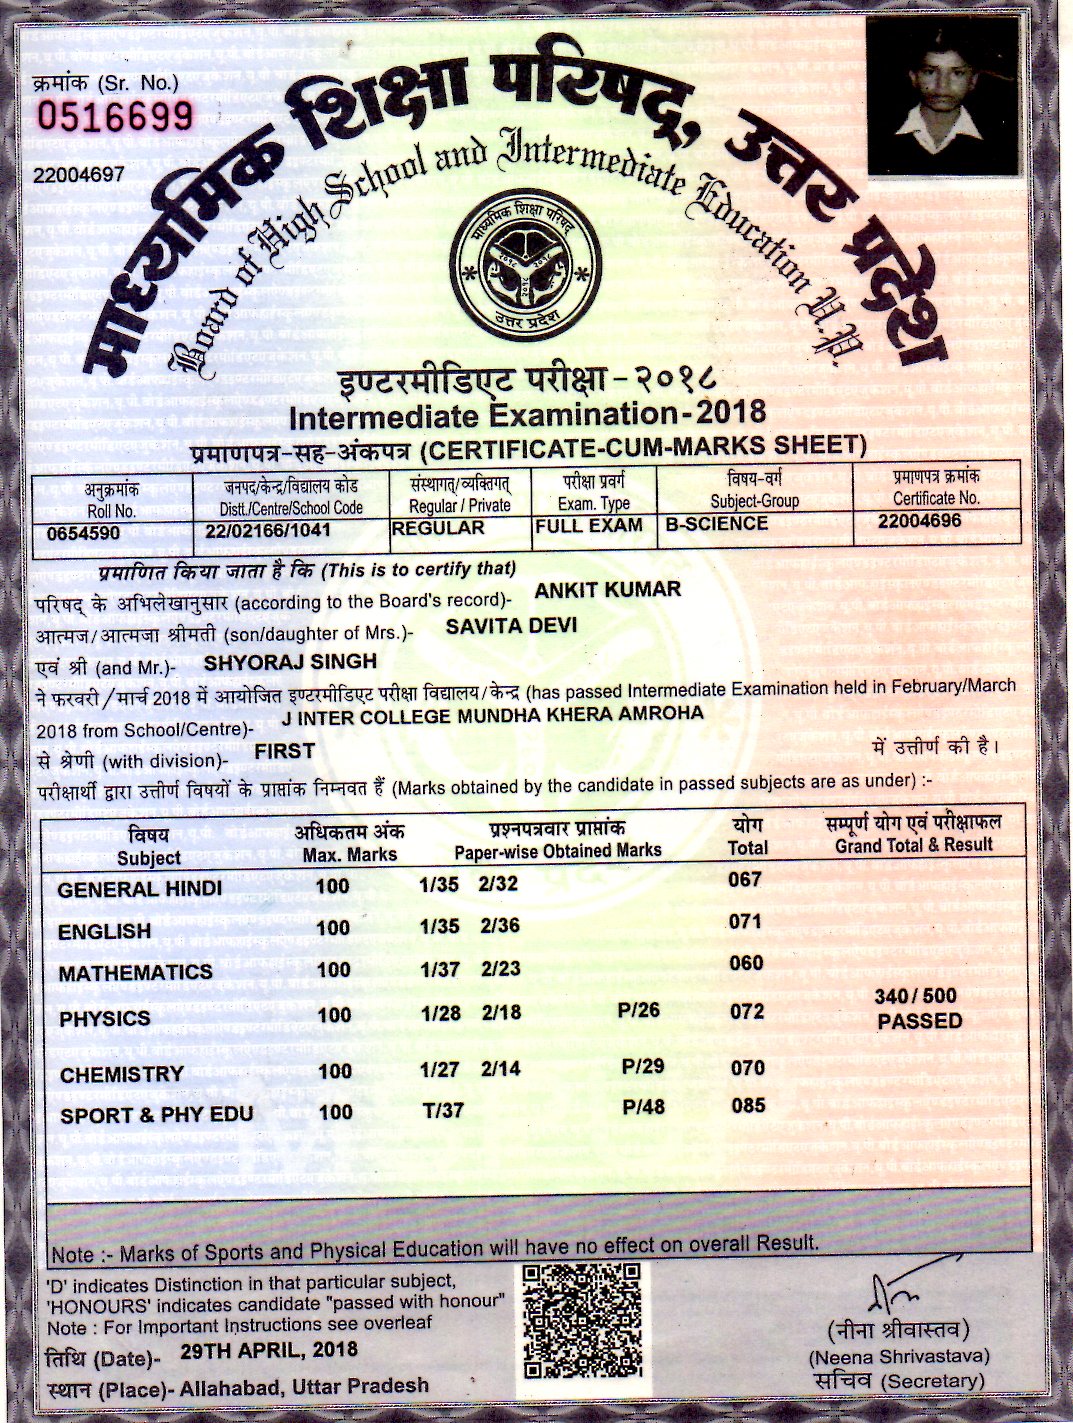 क्रमांक (Sr. No.)
0516699
22004697
माध्यमिक शिक्षा परिषद्, उत्तर प्रदेश
Board of High School and Intermediate Education U.P.
माध्यमिक शिक्षा परिषद
२०१८ २०१८
२०१८
उत्तर प्रदेश
इण्टरमीडिएट परीक्षा - २०१८
Intermediate Examination - 2018
प्रमाणपत्र-सह-अंकपत्र (CERTIFICATE-CUM-MARKS SHEET)
अनुक्रमांक जनपद/केन्द्र/विद्यालय कोड संस्थागत्/व्यक्तिगत् परीक्षा प्रवर्ग विषय-वर्ग प्रमाणपत्र क्रमांक
Roll No. Distt./Centre/School Code Regular / Private Exam. Type Subject-Group Certificate No.
0654590 22/02166/1041 REGULAR FULL EXAM B-SCIENCE 22004696
प्रमाणित किया जाता है कि (This is to certify that)
परिषद् के अभिलेखानुसार (according to the Board's record)- ANKIT KUMAR
आत्मज/आत्मजा श्रीमती (son/daughter of Mrs.)- SAVITA DEVI
एवं श्री (and Mr.)- SHYORAJ SINGH
ने फरवरी/मार्च 2018 में आयोजित इण्टरमीडिएट परीक्षा विद्यालय/केन्द्र (has passed Intermediate Examination held in February/March
2018 from School/Centre)- J INTER COLLEGE MUNDHA KHERA AMROHA
से श्रेणी (with division)- FIRST में उत्तीर्ण की है।
परीक्षार्थी द्वारा उत्तीर्ण विषयों के प्राप्तांक निम्नवत हैं (Marks obtained by the candidate in passed subjects are as under) :-
विषय अधिकतम अंक प्रश्नपत्रवार प्राप्तांक योग सम्पूर्ण योग एवं परीक्षाफल
Subject Max. Marks Paper-wise Obtained Marks Total Grand Total & Result
GENERAL HINDI 100 1/35 2/32 067
ENGLISH 100 1/35 2/36 071
MATHEMATICS 100 1/37 2/23 060
PHYSICS 100 1/28 2/18 P/26 072 340/500
PASSED
CHEMISTRY 100 1/27 2/14 P/29 070
SPORT & PHY EDU 100 T/37 P/48 085
Note :- Marks of Sports and Physical Education will have no effect on overall Result.
'D' indicates Distinction in that particular subject,
'HONOURS' indicates candidate "passed with honour"
Note : For Important Instructions see overleaf
तिथि (Date)- 29TH APRIL, 2018
स्थान (Place)- Allahabad, Uttar Pradesh
(नीना श्रीवास्तव)
(Neena Shrivastava)
सचिव (Secretary)